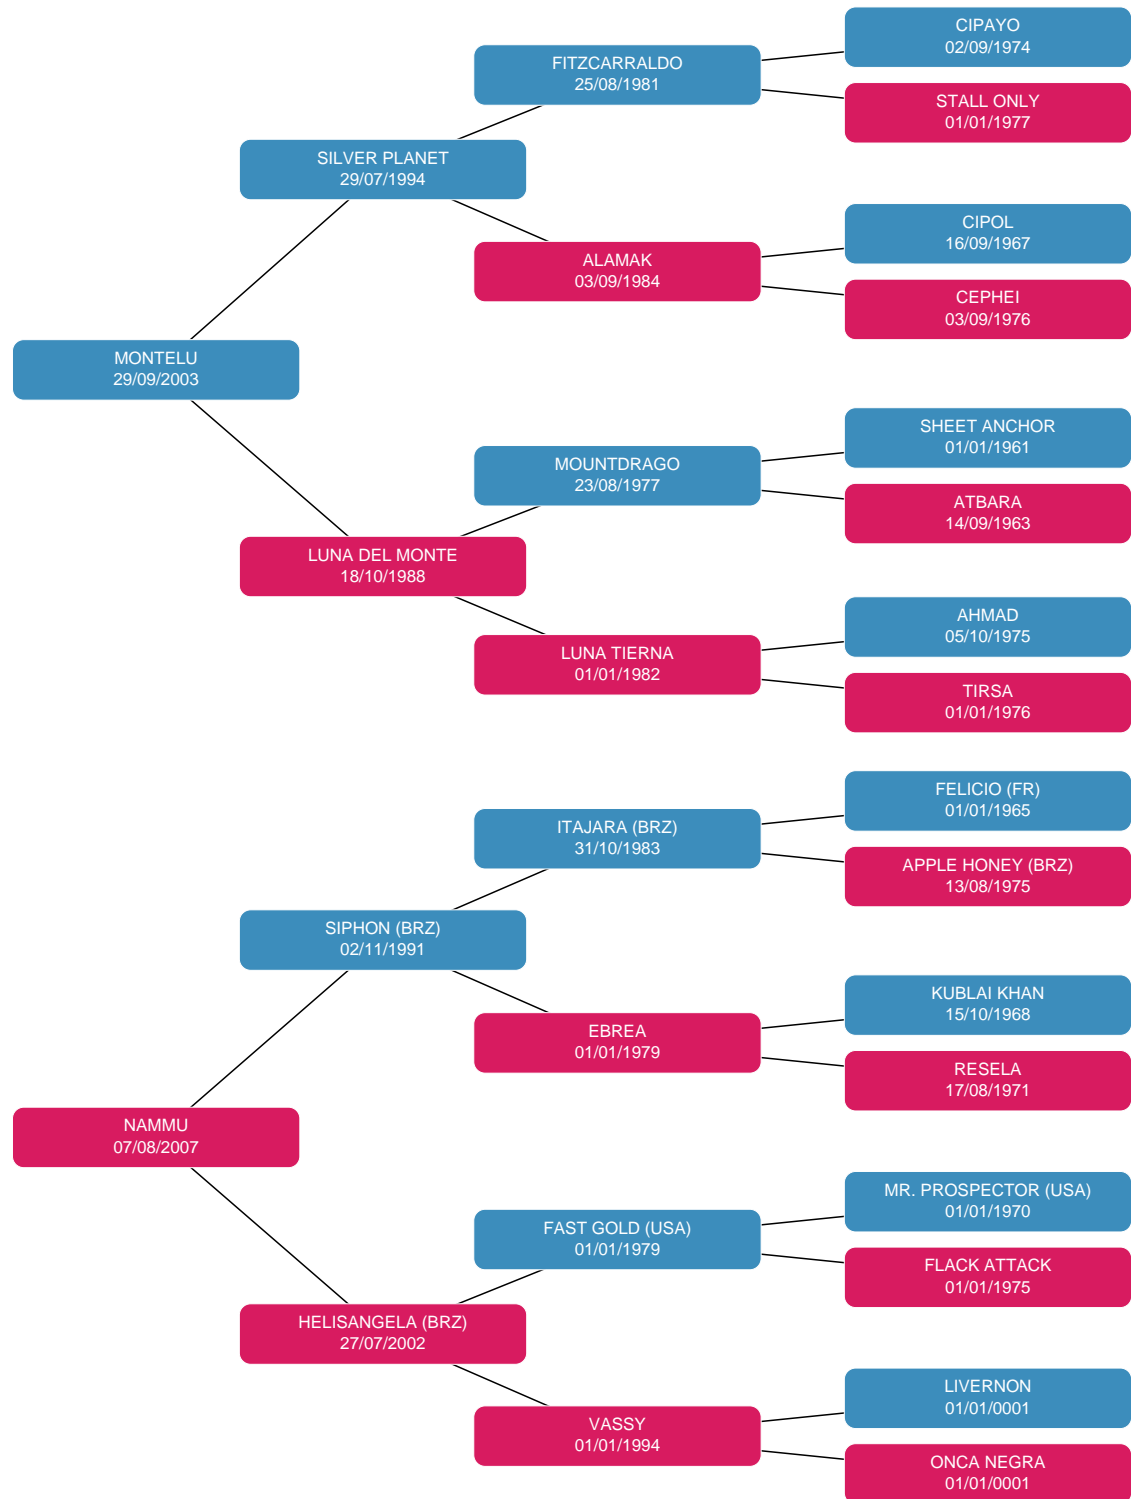 CIPAYO
02/09/1974
FITZCARRALDO
25/08/1981
STALL ONLY
01/01/1977
SILVER PLANET
29/07/1994
CIPOL
16/09/1967
ALAMAK
03/09/1984
CEPHEI
03/09/1976
MONTELU
29/09/2003
SHEET ANCHOR
01/01/1961
MOUNTDRAGO
23/08/1977
ATBARA
14/09/1963
LUNA DEL MONTE
18/10/1988
AHMAD
05/10/1975
LUNA TIERNA
01/01/1982
TIRSA
01/01/1976
FELICIO (FR)
01/01/1965
ITAJARA (BRZ)
31/10/1983
APPLE HONEY (BRZ)
13/08/1975
SIPHON (BRZ)
02/11/1991
KUBLAI KHAN
15/10/1968
EBREA
01/01/1979
RESELA
17/08/1971
NAMMU
07/08/2007
MR. PROSPECTOR (USA)
01/01/1970
FAST GOLD (USA)
01/01/1979
FLACK ATTACK
01/01/1975
HELISANGELA (BRZ)
27/07/2002
LIVERNON
01/01/0001
VASSY
01/01/1994
ONCA NEGRA
01/01/0001